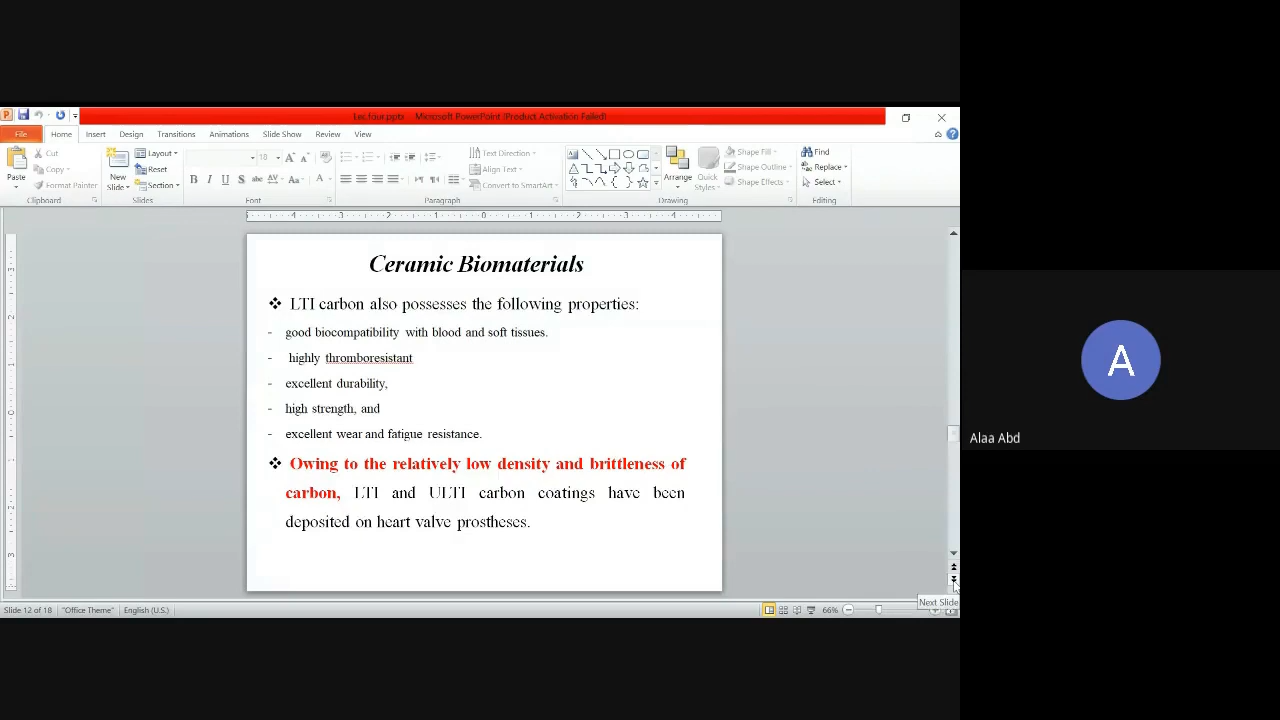 Lec.four.pptx - Microsoft PowerPoint (Product Activation Failed)
File Home Insert Design Transitions Animations Slide Show Review View
Paste
Cut
Copy
Format Painter
Clipboard
New Slide
Layout
Reset
Section
Slides
18
Font
Text Direction
Align Text
Convert to SmartArt
Paragraph
Arrange
Quick Styles
Shape Fill
Shape Outline
Shape Effects
Drawing
Find
Replace
Select
Editing
Ceramic Biomaterials
❖ LTI carbon also possesses the following properties:
- good biocompatibility with blood and soft tissues.
- highly thromboresistant
- excellent durability,
- high strength, and
- excellent wear and fatigue resistance.
❖ Owing to the relatively low density and brittleness of
carbon, LTI and ULTI carbon coatings have been
deposited on heart valve prostheses.
Next Slide
Slide 12 of 18 "Office Theme" English (U.S.) 66%
A
Alaa Abd